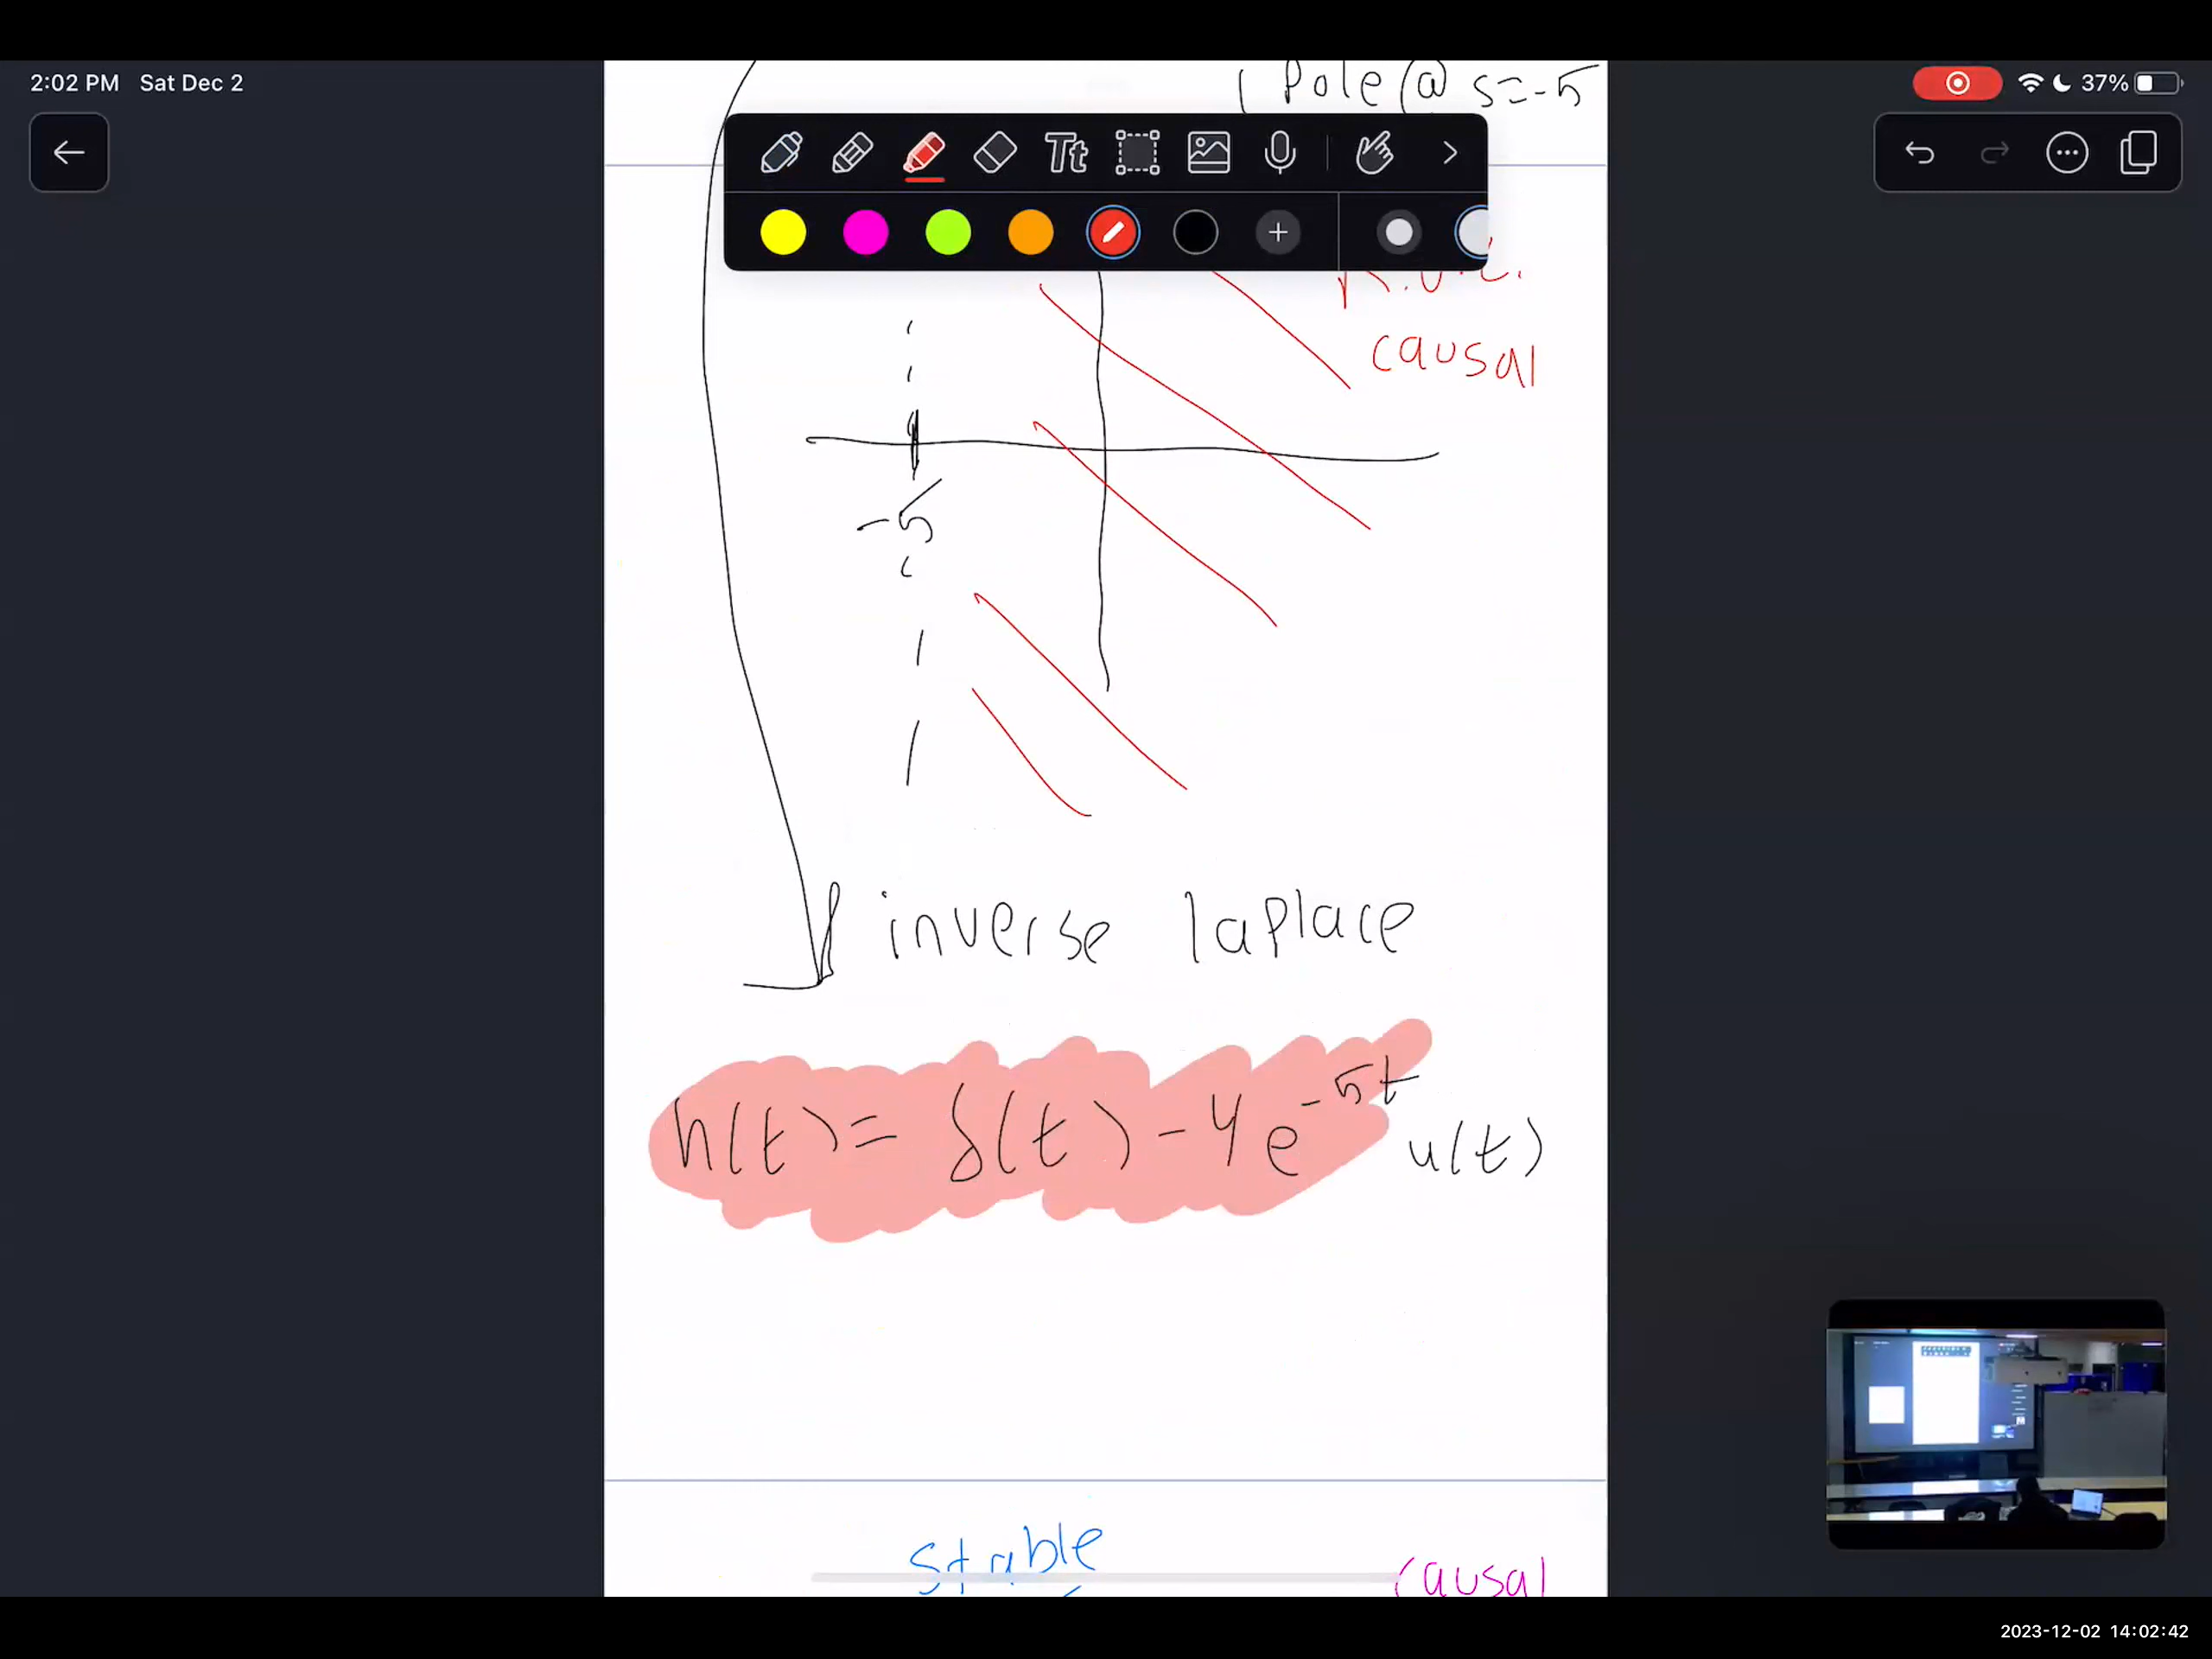 2:02 PM Sat Dec 2
37%
Pole @ s=-5
Tt
R.O.C.
causal
-5
inverse laplace
h(t)= δ(t) - 4e^-5t u(t)
Stable
causal
2023-12-02 14:02:42